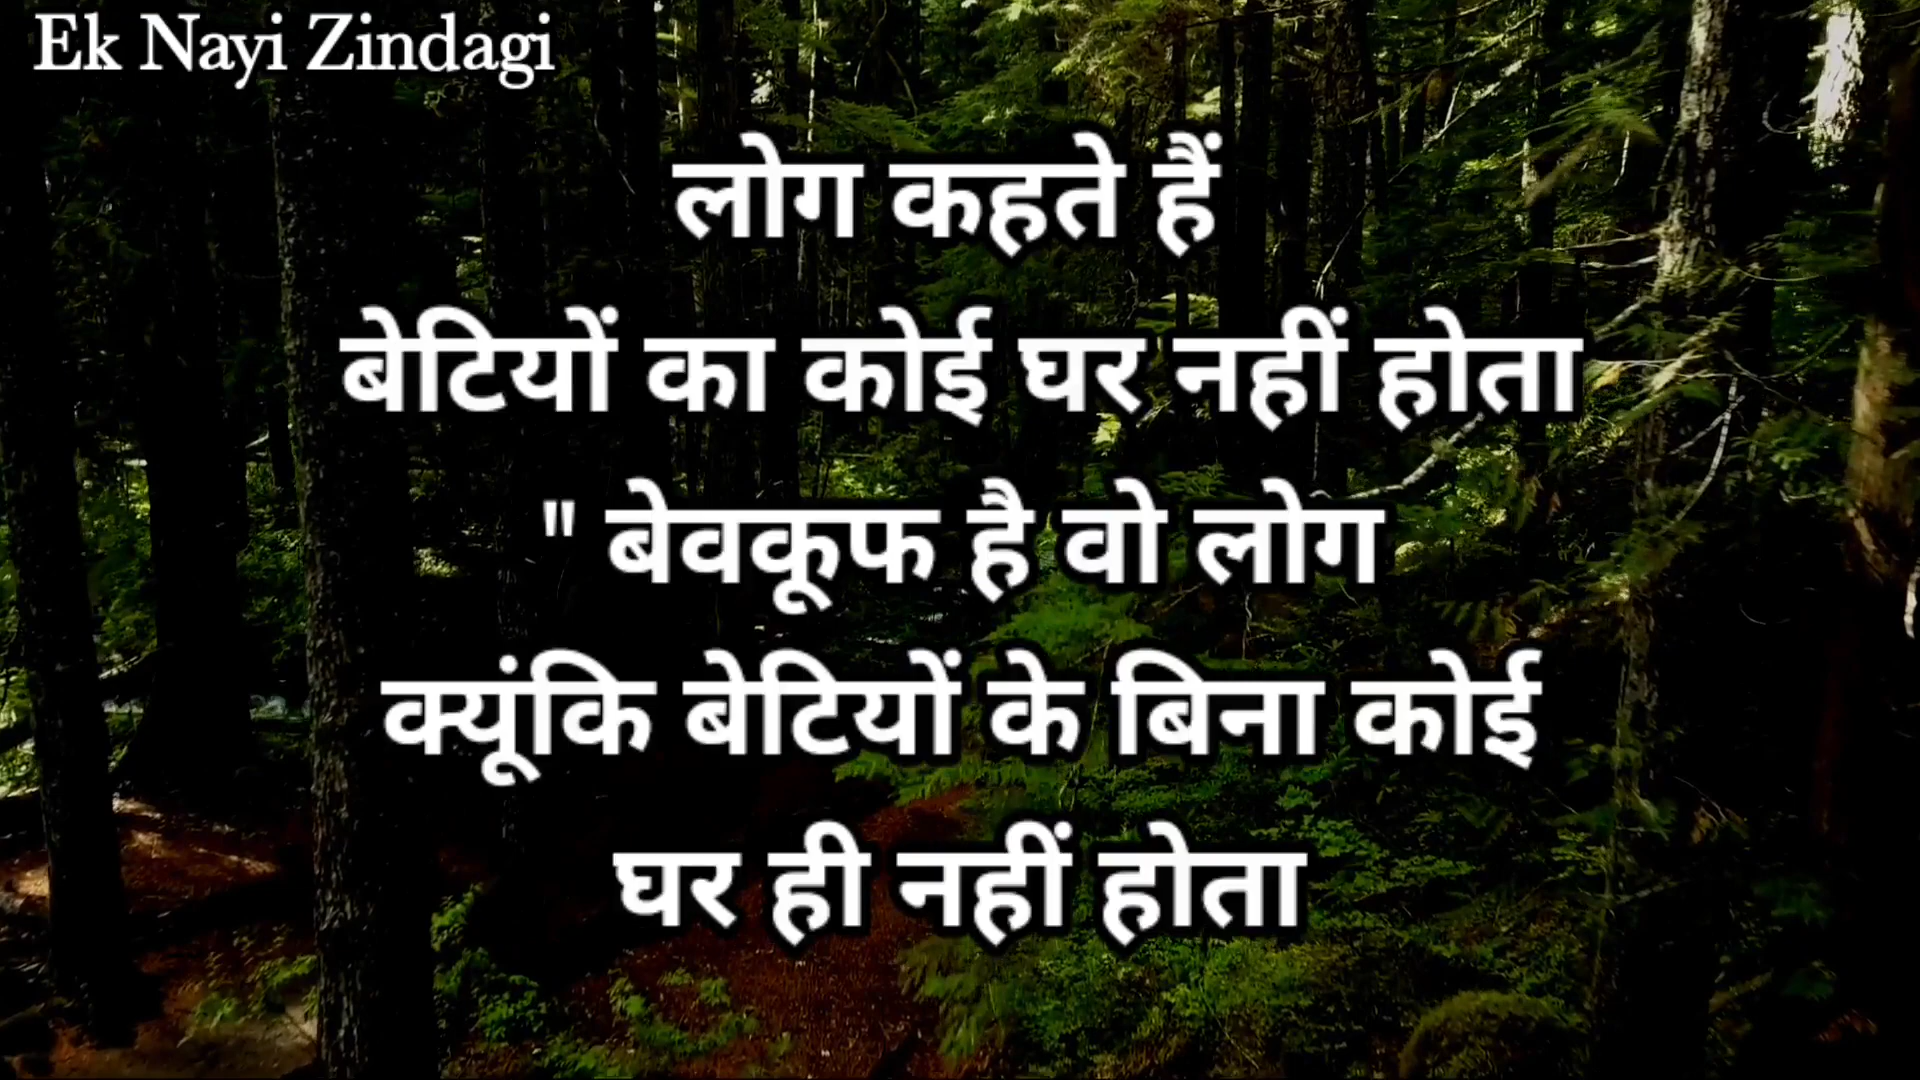 Ek Nayi Zindagi
लोग कहते हैं
बेटियों का कोई घर नहीं होता
" बेवकूफ है वो लोग
क्यूंकि बेटियों के बिना कोई
घर ही नहीं होता